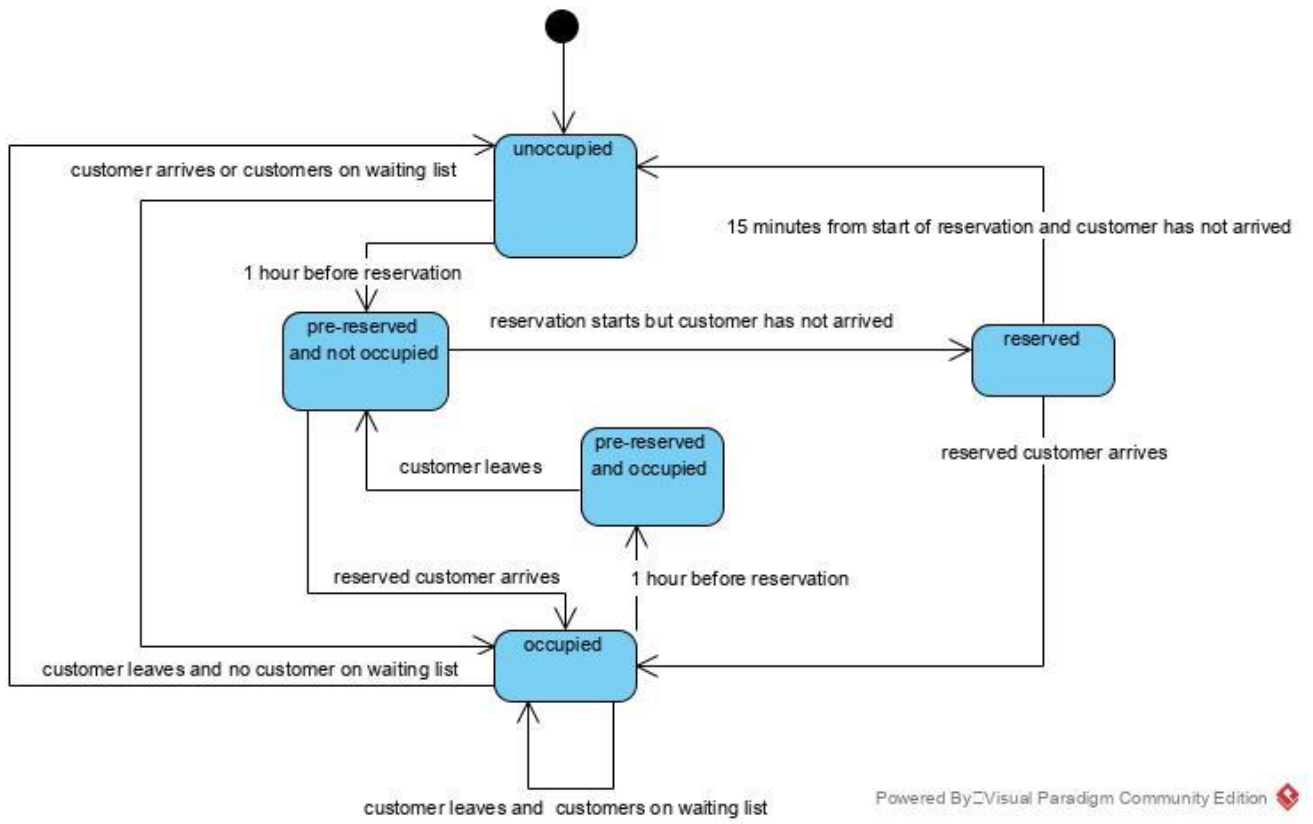 unoccupied
customer arrives or customers on waiting list
15 minutes from start of reservation and customer has not arrived
1 hour before reservation
pre-reserved
and not occupied
reservation starts but customer has not arrived
reserved
pre-reserved
and occupied
customer leaves
reserved customer arrives
reserved customer arrives
1 hour before reservation
occupied
customer leaves and no customer on waiting list
customer leaves and customers on waiting list
Powered By Visual Paradigm Community Edition